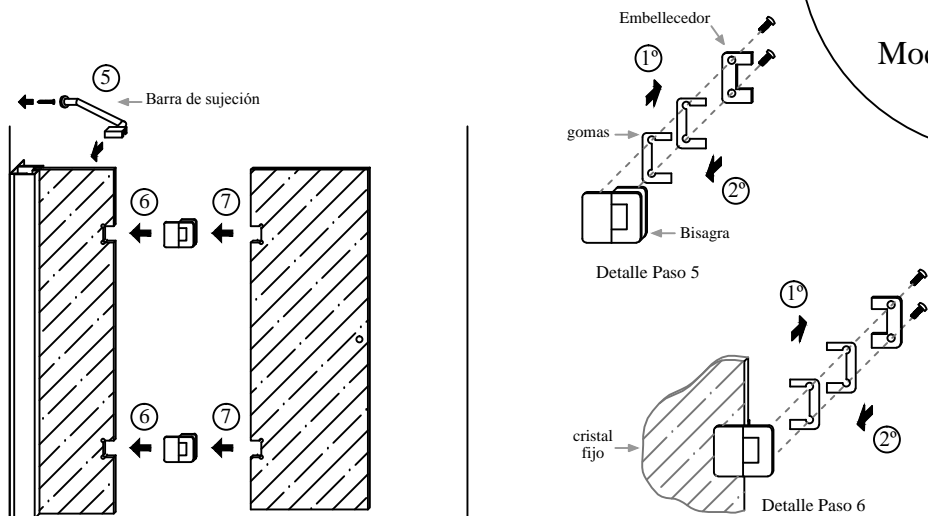 5
Barra de sujeción
6
7
6
7
Embellecedor
1º
gomas
2º
Bisagra
Detalle Paso 5
1º
cristal
fijo
2º
Detalle Paso 6